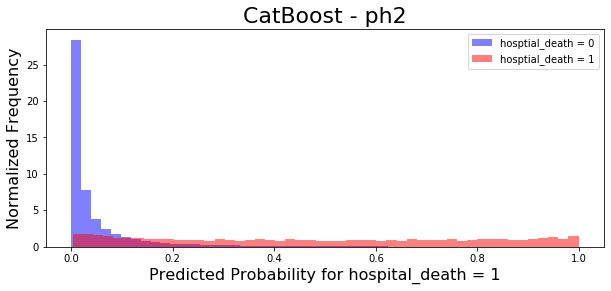 CatBoost - ph2
hosptial_death = 0
hosptial_death = 1
Normalized Frequency
25
20
15
10
5
0
0.0 0.2 0.4 0.6 0.8 1.0
Predicted Probability for hospital_death = 1